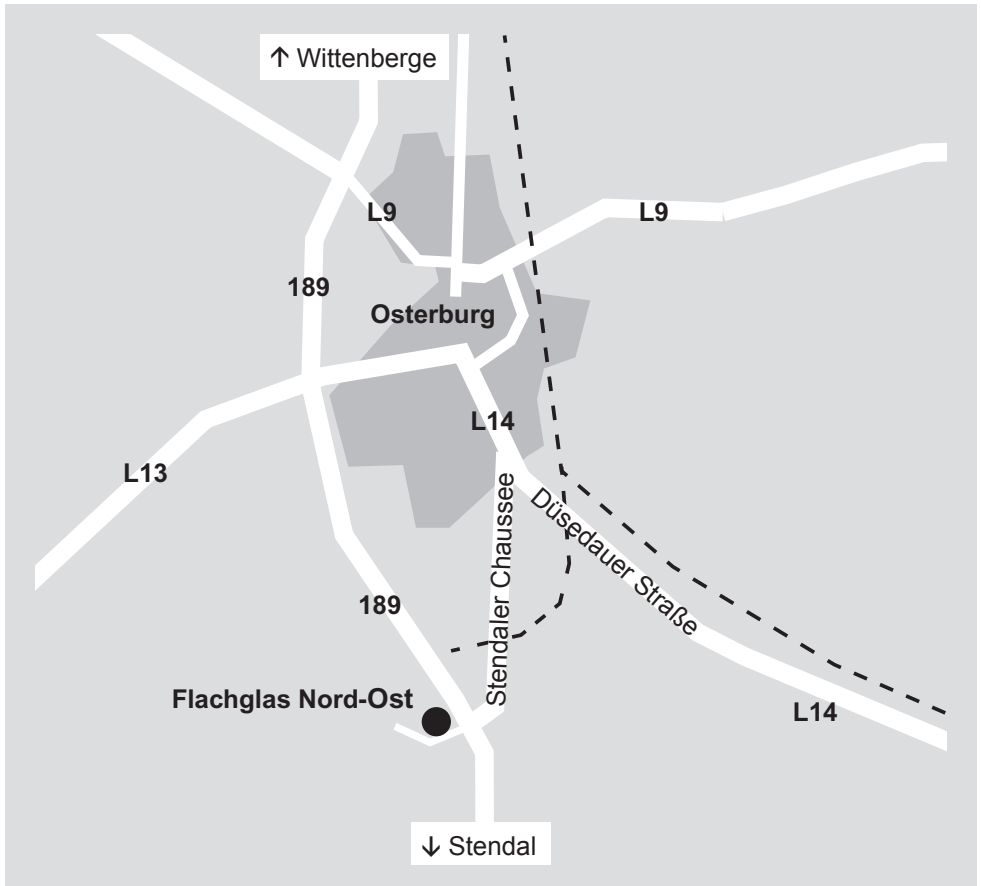 ↑ Wittenberge
L9
L9
189
Osterburg
L14
L13
Stendaler Chaussee
Düsedauer Straße
189
Flachglas Nord-Ost
L14
↓ Stendal